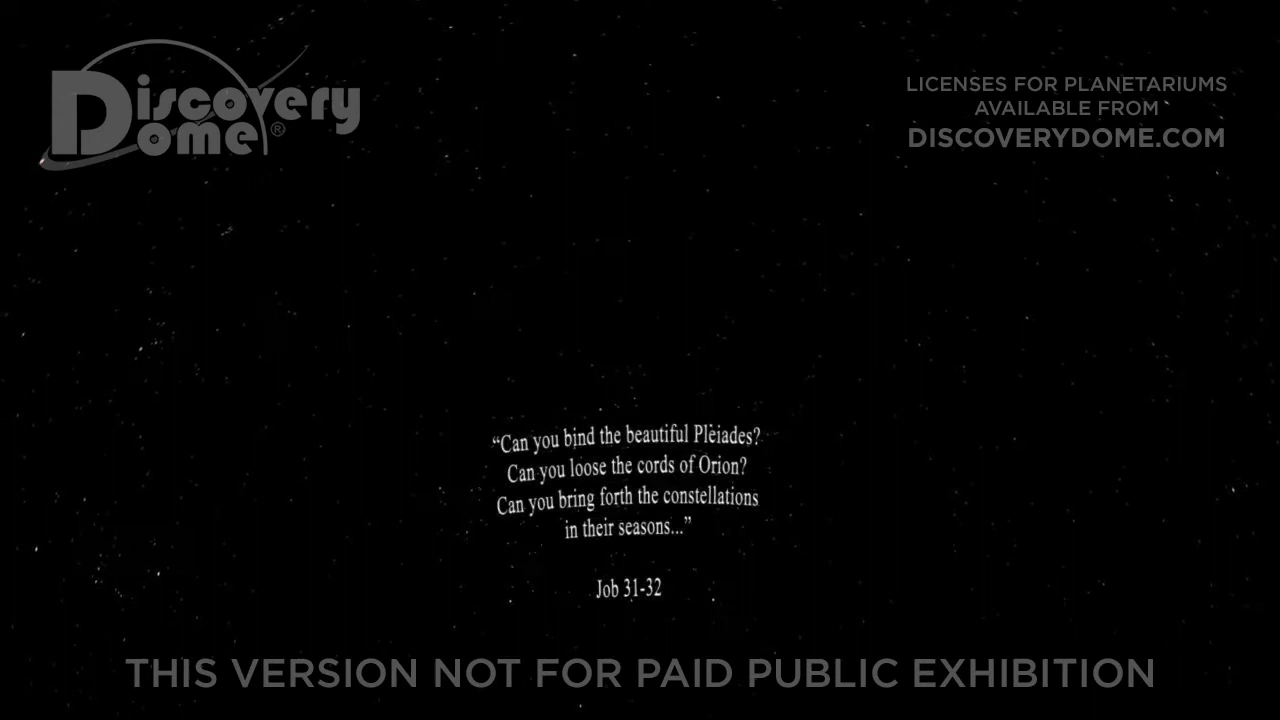 Discovery
Dome®
LICENSES FOR PLANETARIUMS
AVAILABLE FROM
DISCOVERYDOME.COM
“Can you bind the beautiful Pleiades?
Can you loose the cords of Orion?
Can you bring forth the constellations
in their seasons...”
Job 31-32
THIS VERSION NOT FOR PAID PUBLIC EXHIBITION